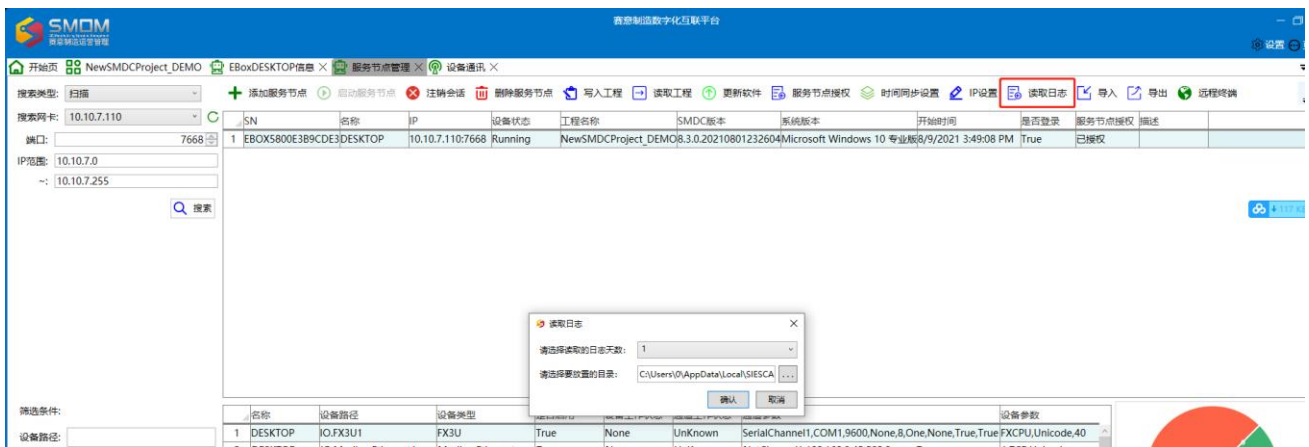 SMOM
赛意制造运营管理
赛意制造数字化互联平台
设置
开始页 NewSMDCProject_DEMO EBoxDESKTOP信息 服务节点管理 设备通讯
搜索类型: 扫描
添加服务节点 启动服务节点 注销会话 删除服务节点 写入工程 读取工程 更新软件 服务节点授权 时间同步设置 IP设置 读取日志 导入 导出 远程终端
搜索网卡: 10.10.7.110
SN 名称 IP 设备状态 工程名称 SMDC版本 系统版本 开始时间 是否登录 服务节点授权 描述
端口: 7668
1 EBOX5800E3B9CDE3 DESKTOP 10.10.7.110:7668 Running NewSMDCProject_DEMO 8.3.0.20210801232604 Microsoft Windows 10 专业版 8/9/2021 3:49:08 PM True 已授权
IP范围: 10.10.7.0
~: 10.10.7.255
搜索
读取日志
请选择读取的日志天数: 1
请选择要放置的目录: C:\Users\0\AppData\Local\SIESCA ...
确认 取消
筛选条件:
名称 设备路径 设备类型 设备参数
设备路径:
1 DESKTOP IO.FX3U1 FX3U True None UnKnown SerialChannel1,COM1,9600,None,8,One,None,True,True FXCPU,Unicode,40